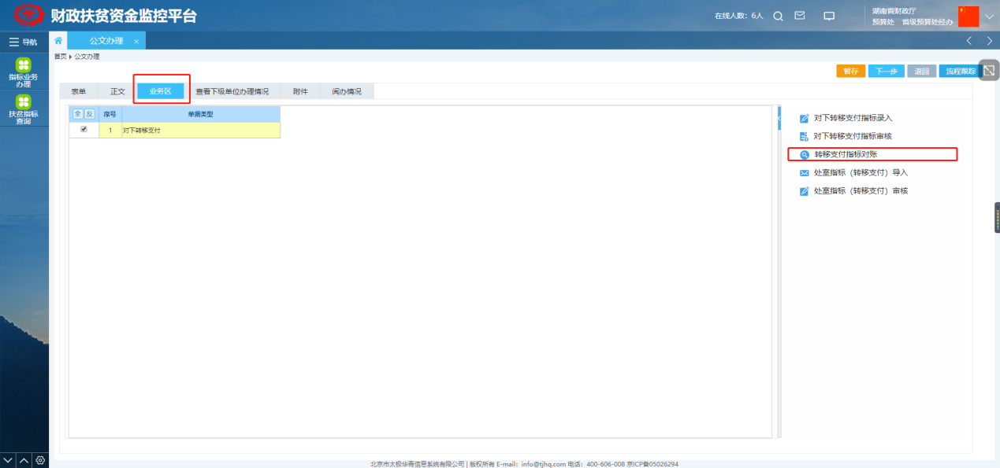 财政扶贫资金监控平台
在线人数：6人
湖南省财政厅
预算处 省级预算处经办
导航
公文办理 ×
首页 公文办理
指标业务
办理
扶贫指标
查询
暂存 下一步 退回 流程跟踪
表单 正文 业务区 查看下级单位办理情况 附件 阅办情况
全 反 序号 单据类型
1 对下转移支付
对下转移支付指标录入
对下转移支付指标审核
转移支付指标对账
处室指标（转移支付）导入
处室指标（转移支付）审核
北京市太极华青信息系统有限公司 | 版权所有 E-mail：info@tjhq.com 电话：400-606-008 京ICP备05026294